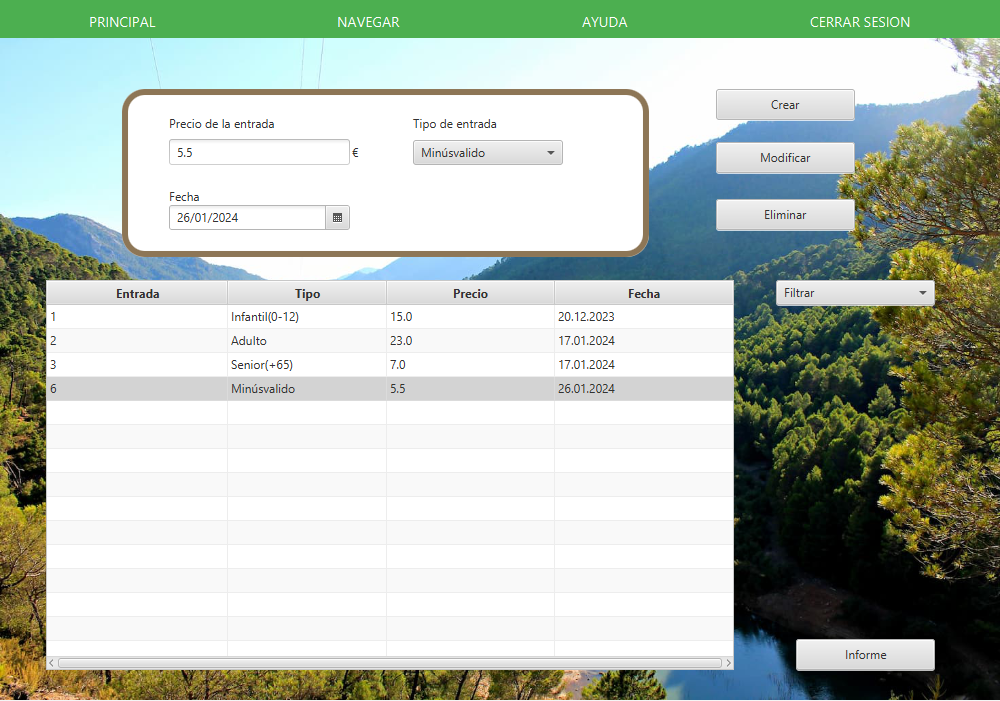 PRINCIPAL NAVEGAR AYUDA CERRAR SESION
Precio de la entrada Tipo de entrada
5.5 € Minúsvalido
Fecha
26/01/2024
Crear
Modificar
Eliminar
Filtrar
Entrada Tipo Precio Fecha
1 Infantil(0-12) 15.0 20.12.2023
2 Adulto 23.0 17.01.2024
3 Senior(+65) 7.0 17.01.2024
6 Minúsvalido 5.5 26.01.2024
Informe